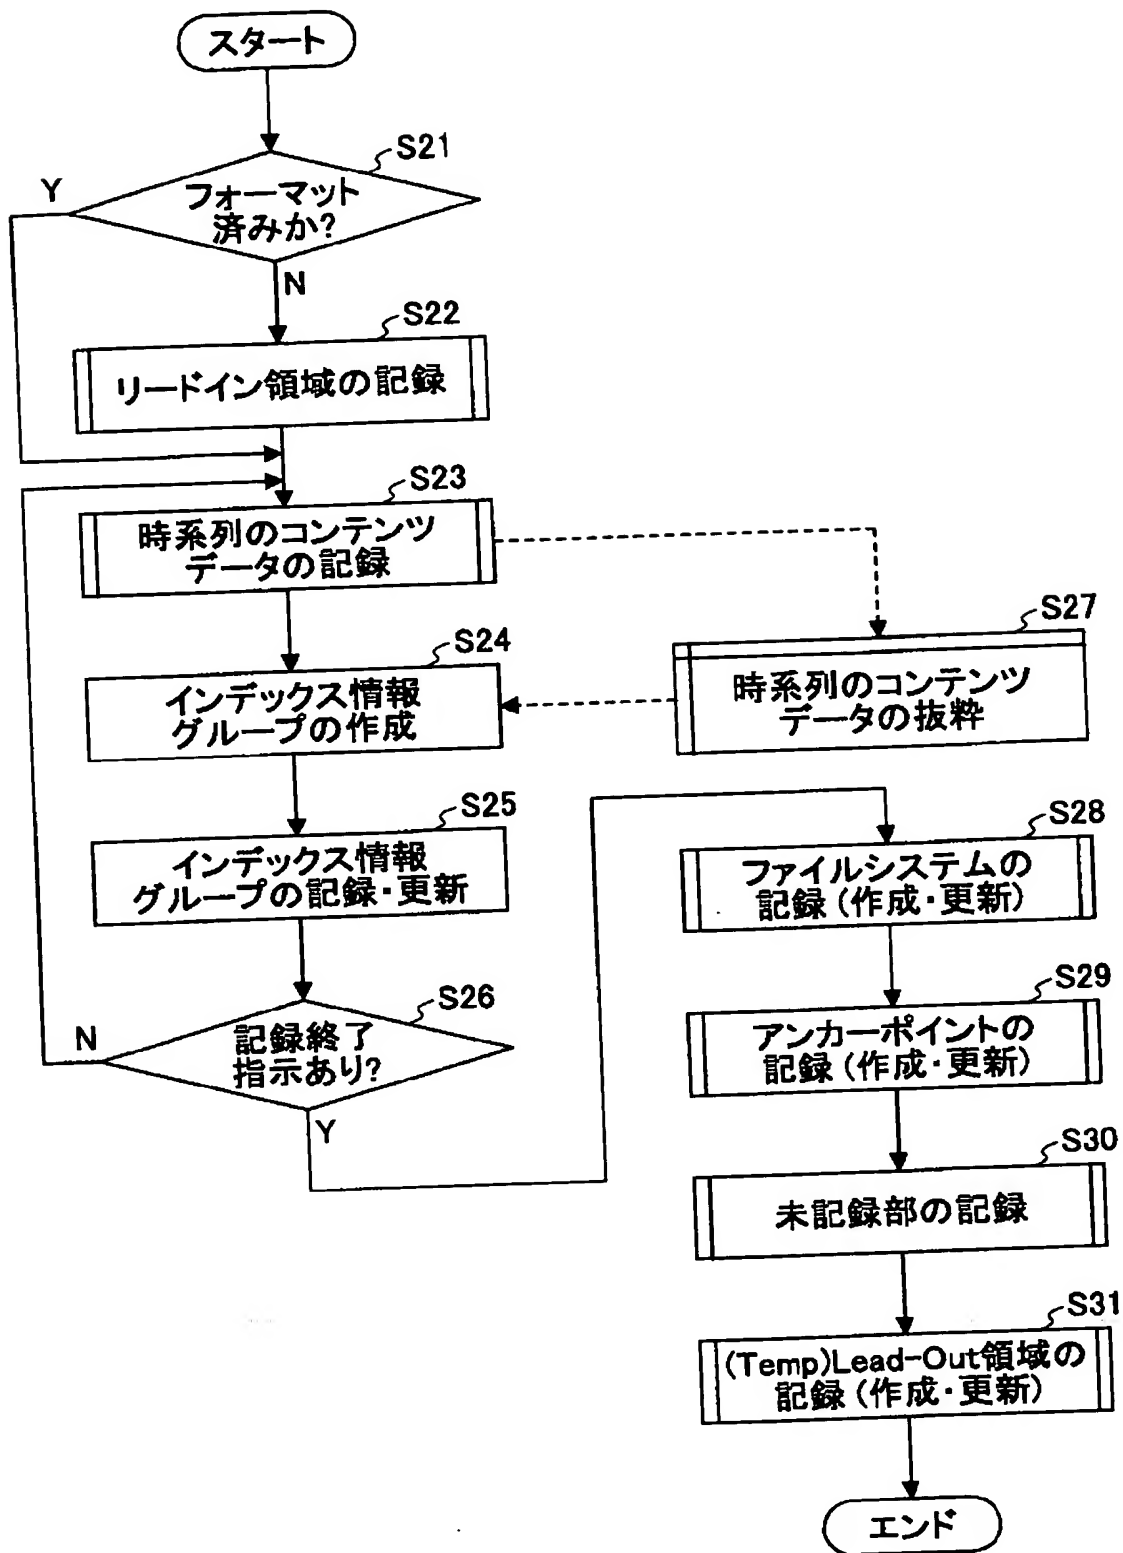 スタート
S21
Y
フォーマット
済みか?
N
S22
リードイン領域の記録
S23
時系列のコンテンツ
データの記録
S27
時系列のコンテンツ
データの抜粋
S24
インデックス情報
グループの作成
S25
インデックス情報
グループの記録・更新
S26
N
記録終了
指示あり?
Y
S28
ファイルシステムの
記録(作成・更新)
S29
アンカーポイントの
記録(作成・更新)
S30
未記録部の記録
S31
(Temp)Lead-Out領域の
記録(作成・更新)
エンド